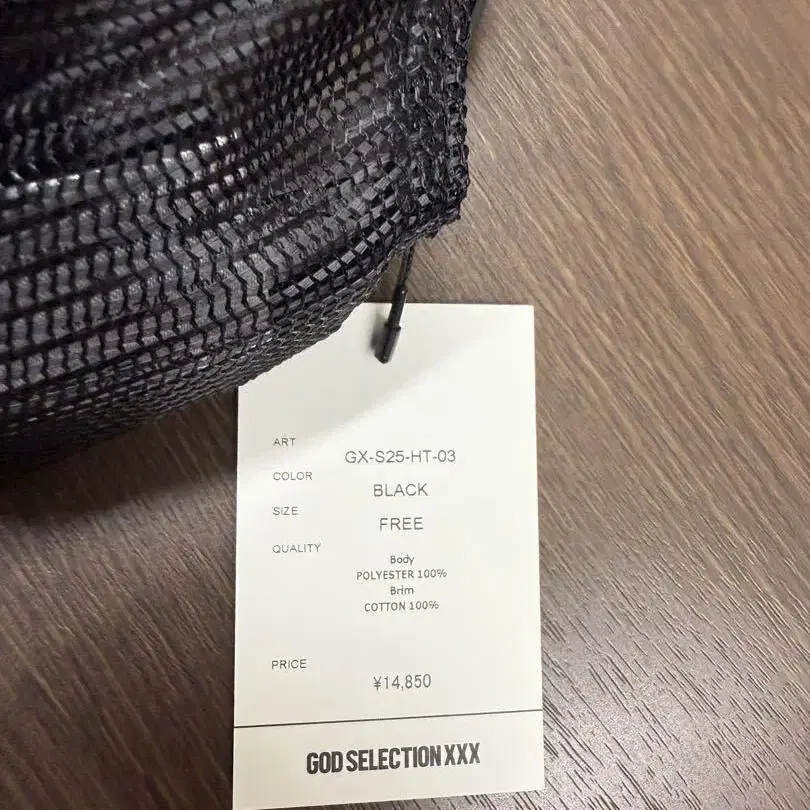 ART
GX-S25-HT-03
COLOR
BLACK
SIZE
FREE
QUALITY
Body
POLYESTER 100%
Brim
COTTON 100%
PRICE
¥14,850
GOD SELECTION XXX